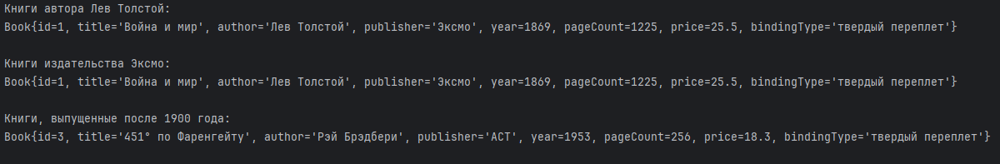 Книги автора Лев Толстой:
Book{id=1, title='Война и мир', author='Лев Толстой', publisher='Эксмо', year=1869, pageCount=1225, price=25.5, bindingType='твердый переплет'}
Книги издательства Эксмо:
Book{id=1, title='Война и мир', author='Лев Толстой', publisher='Эксмо', year=1869, pageCount=1225, price=25.5, bindingType='твердый переплет'}
Книги, выпущенные после 1900 года:
Book{id=3, title='451° по Фаренгейту', author='Рэй Брэдбери', publisher='АСТ', year=1953, pageCount=256, price=18.3, bindingType='твердый переплет'}